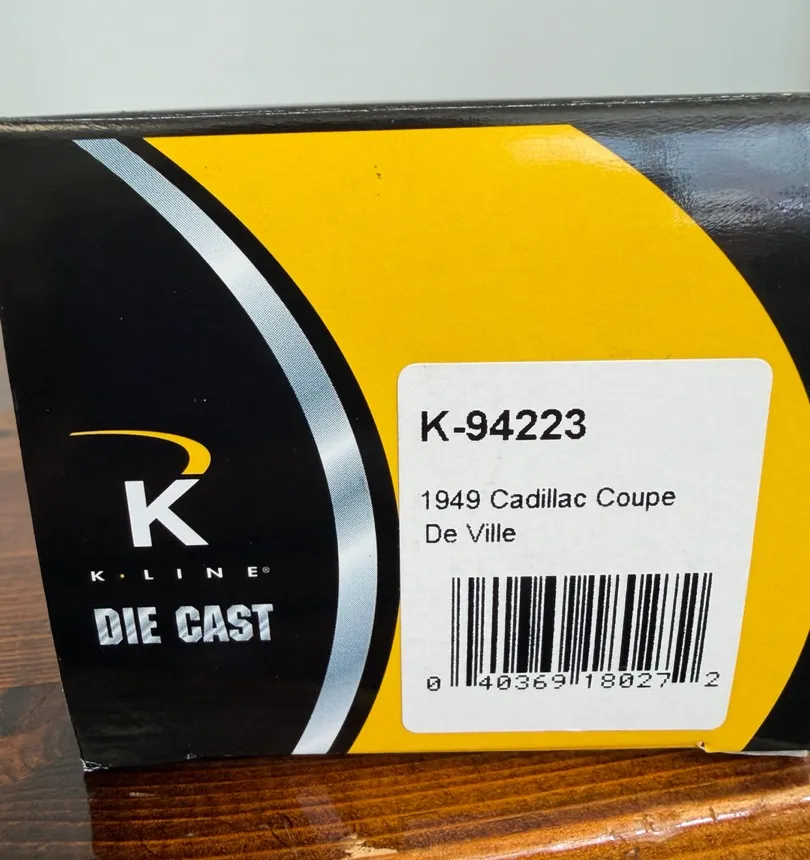 K-94223
1949 Cadillac Coupe
De Ville
0 40369 18027 2
K
K·LINE®
DIE CAST